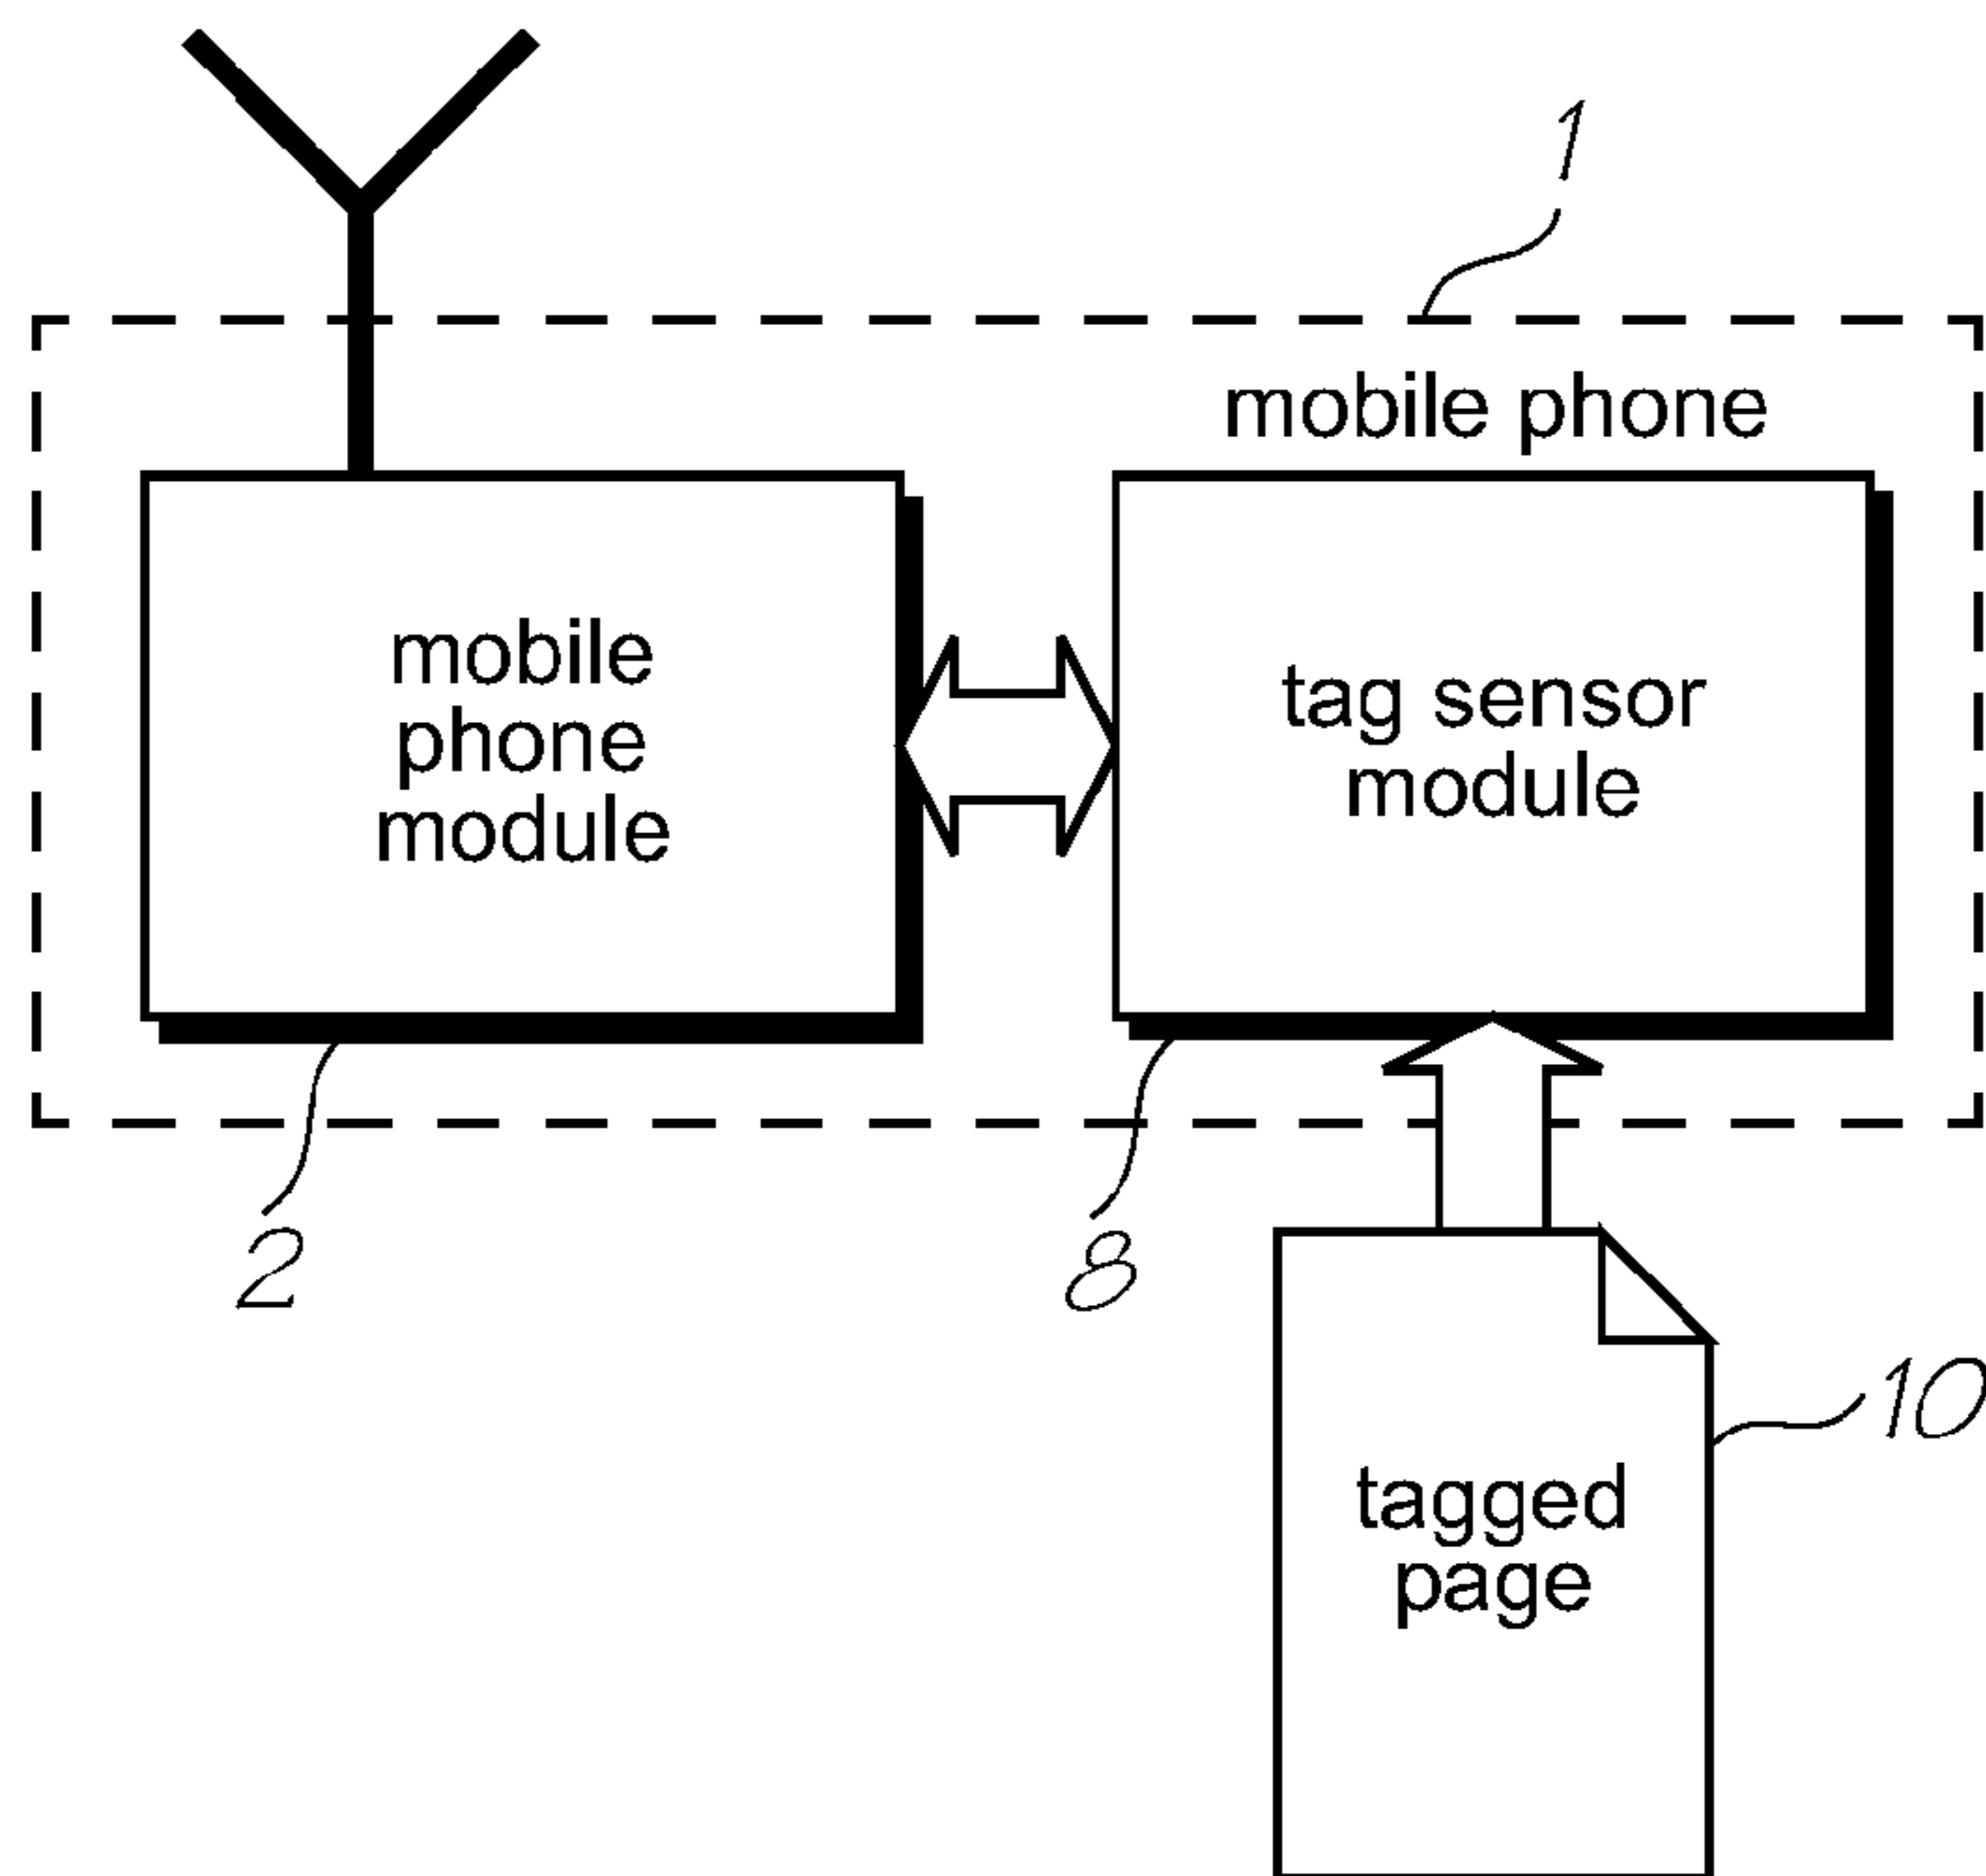 1
mobile phone
mobile
phone
module
tag sensor
module
2
8
10
tagged
page